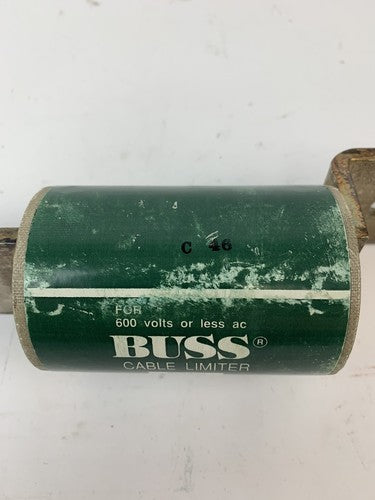 C 46
FOR
600 volts or less ac
BUSS®
CABLE LIMITER